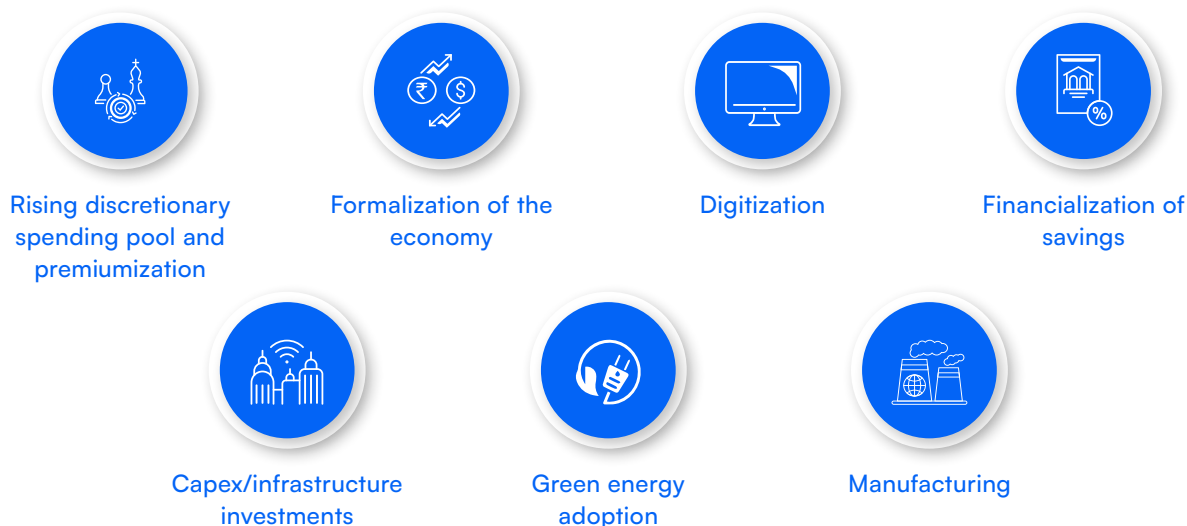 Rising discretionary
spending pool and
premiumization
Formalization of the
economy
Digitization
Financialization of
savings
Capex/infrastructure
investments
Green energy
adoption
Manufacturing
₹
$
%